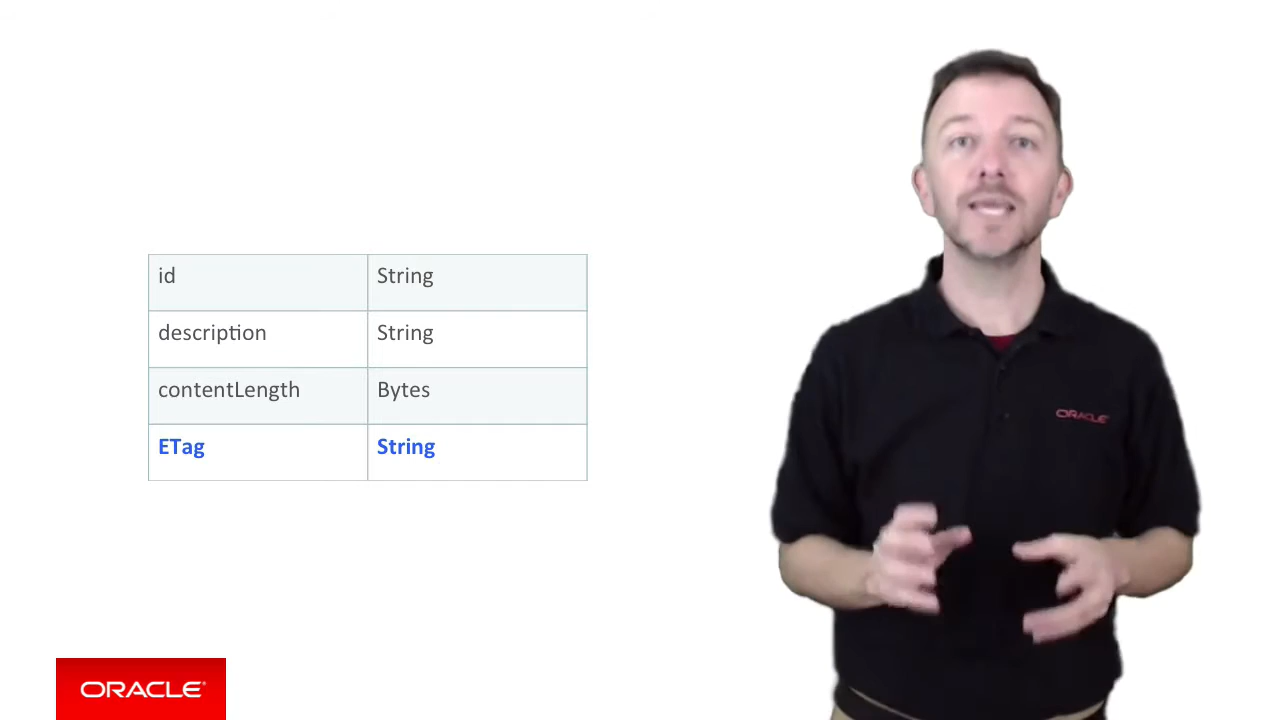 id String
description String
contentLength Bytes
ETag String
ORACLE
ORACLE